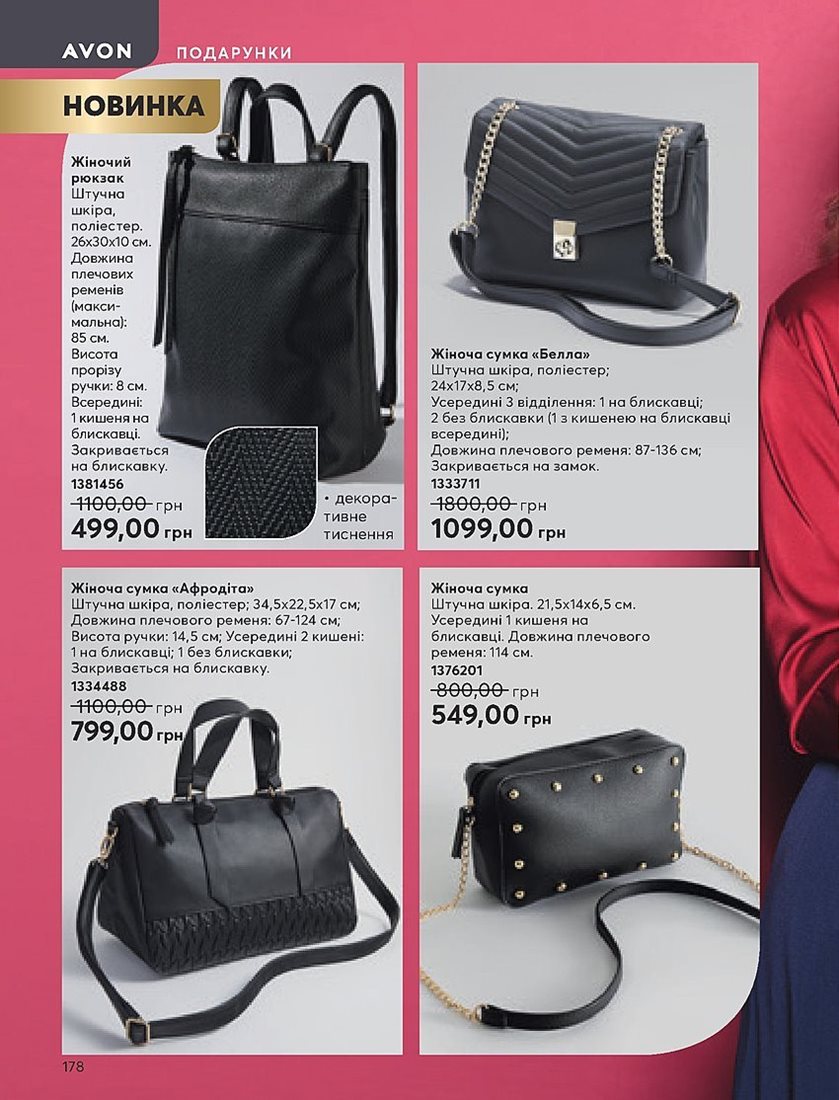 AVON
ПОДАРУНКИ
НОВИНКА
Жіночий
рюкзак
Штучна
шкіра,
поліестер.
26х30х10 см.
Довжина
плечових
ременів
(макси-
мальна):
85 см.
Висота
прорізу
ручки: 8 см.
Всередині:
1 кишеня на
блискавці.
Закривається
на блискавку.
1381456
1100,00 грн
499,00 грн
• декора-
тивне
тиснення
Жіноча сумка «Белла»
Штучна шкіра, поліестер;
24х17х8,5 см;
Усередині 3 відділення: 1 на блискавці;
2 без блискавки (1 з кишенею на блискавці
всередині);
Довжина плечового ременя: 87-136 см;
Закривається на замок.
1333711
1800,00 грн
1099,00 грн
Жіноча сумка «Афродіта»
Штучна шкіра, поліестер; 34,5х22,5х17 см;
Довжина плечового ременя: 67-124 см;
Висота ручки: 14,5 см; Усередині 2 кишені:
1 на блискавці; 1 без блискавки;
Закривається на блискавку.
1334488
1100,00 грн
799,00 грн
Жіноча сумка
Штучна шкіра. 21,5х14х6,5 см.
Усередині 1 кишеня на
блискавці. Довжина плечового
ременя: 114 см.
1376201
800,00 грн
549,00 грн
178